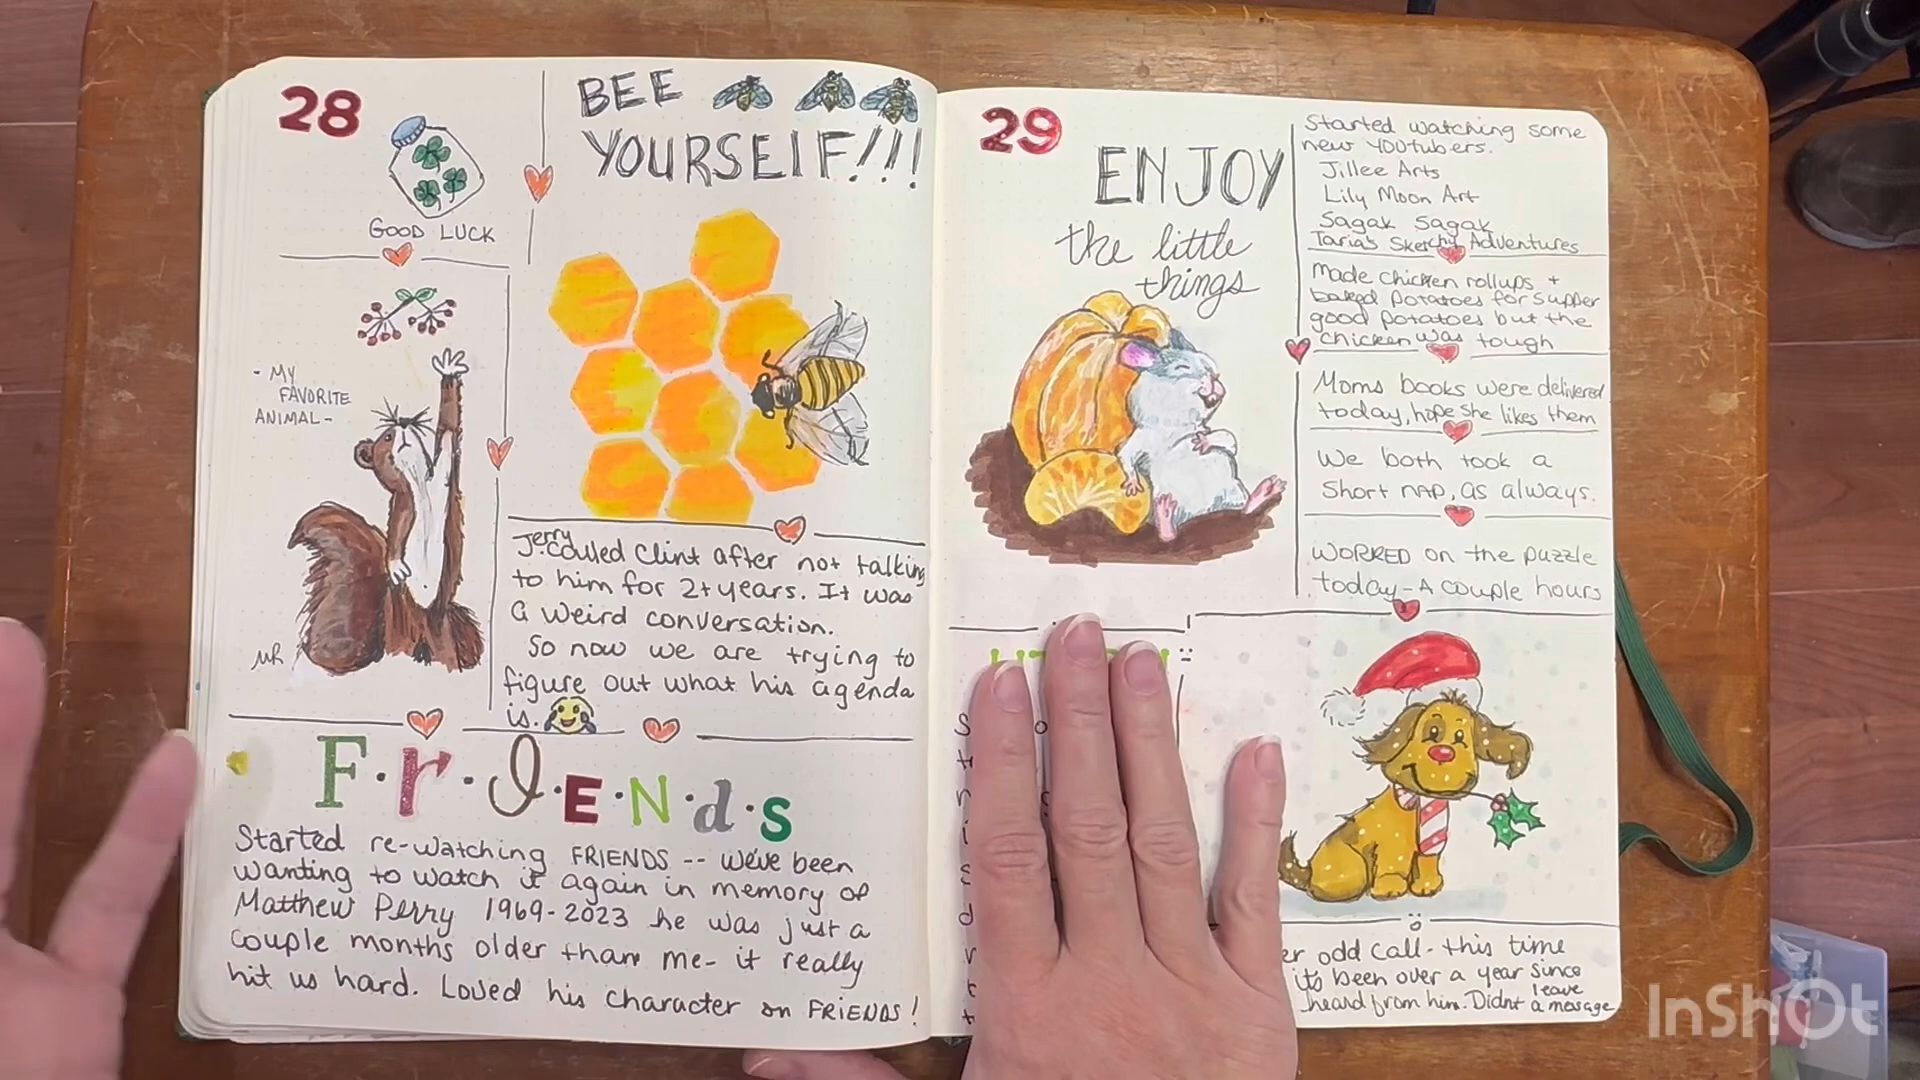 28
GOOD LUCK
- MY
FAVORITE
ANIMAL -
BEE
YOURSELF!!!
Jerry
J. called Clint after not talking
to him for 2+ years. It was
a weird conversation.
So now we are trying to
figure out what his agenda
is.
F.r.I.E.N.d.s
Started re-watching FRIENDS -- we've been
wanting to watch it again in memory of
Matthew Perry 1969-2023 he was just a
couple months older than me- it really
hit us hard. Loved his character on FRIENDS!
29
ENJOY
the little
things
Started watching some
new YOUtubers.
Jillee Arts
Lily Moon Art
Sagak Sagak
Taria's Sketchy Adventures
Made chicken rollups +
baked potatoes for supper
good potatoes but the
chicken was tough
Moms books were delivered
today, hope she likes them
We both took a
short nap, as always.
WORKED on the puzzle
today - A couple hours
odd call - this time
it's been over a year since
heard from him. Didnt leave a message
InShOt